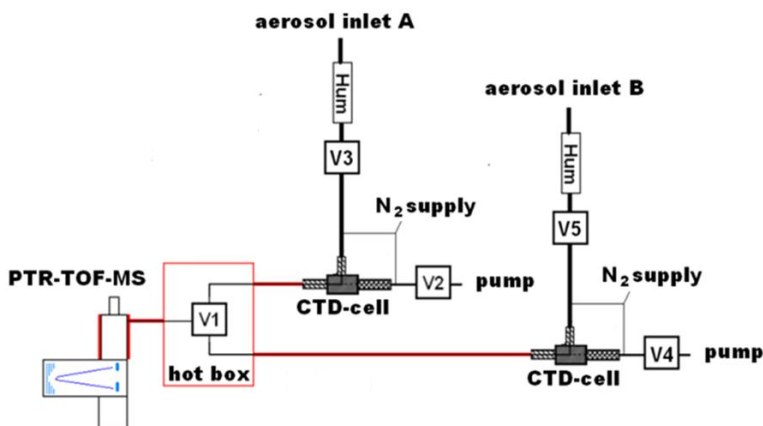 aerosol inlet A
Hum
V3
N2 supply
V2
pump
CTD-cell
aerosol inlet B
Hum
V5
N2 supply
V4
pump
CTD-cell
PTR-TOF-MS
V1
hot box